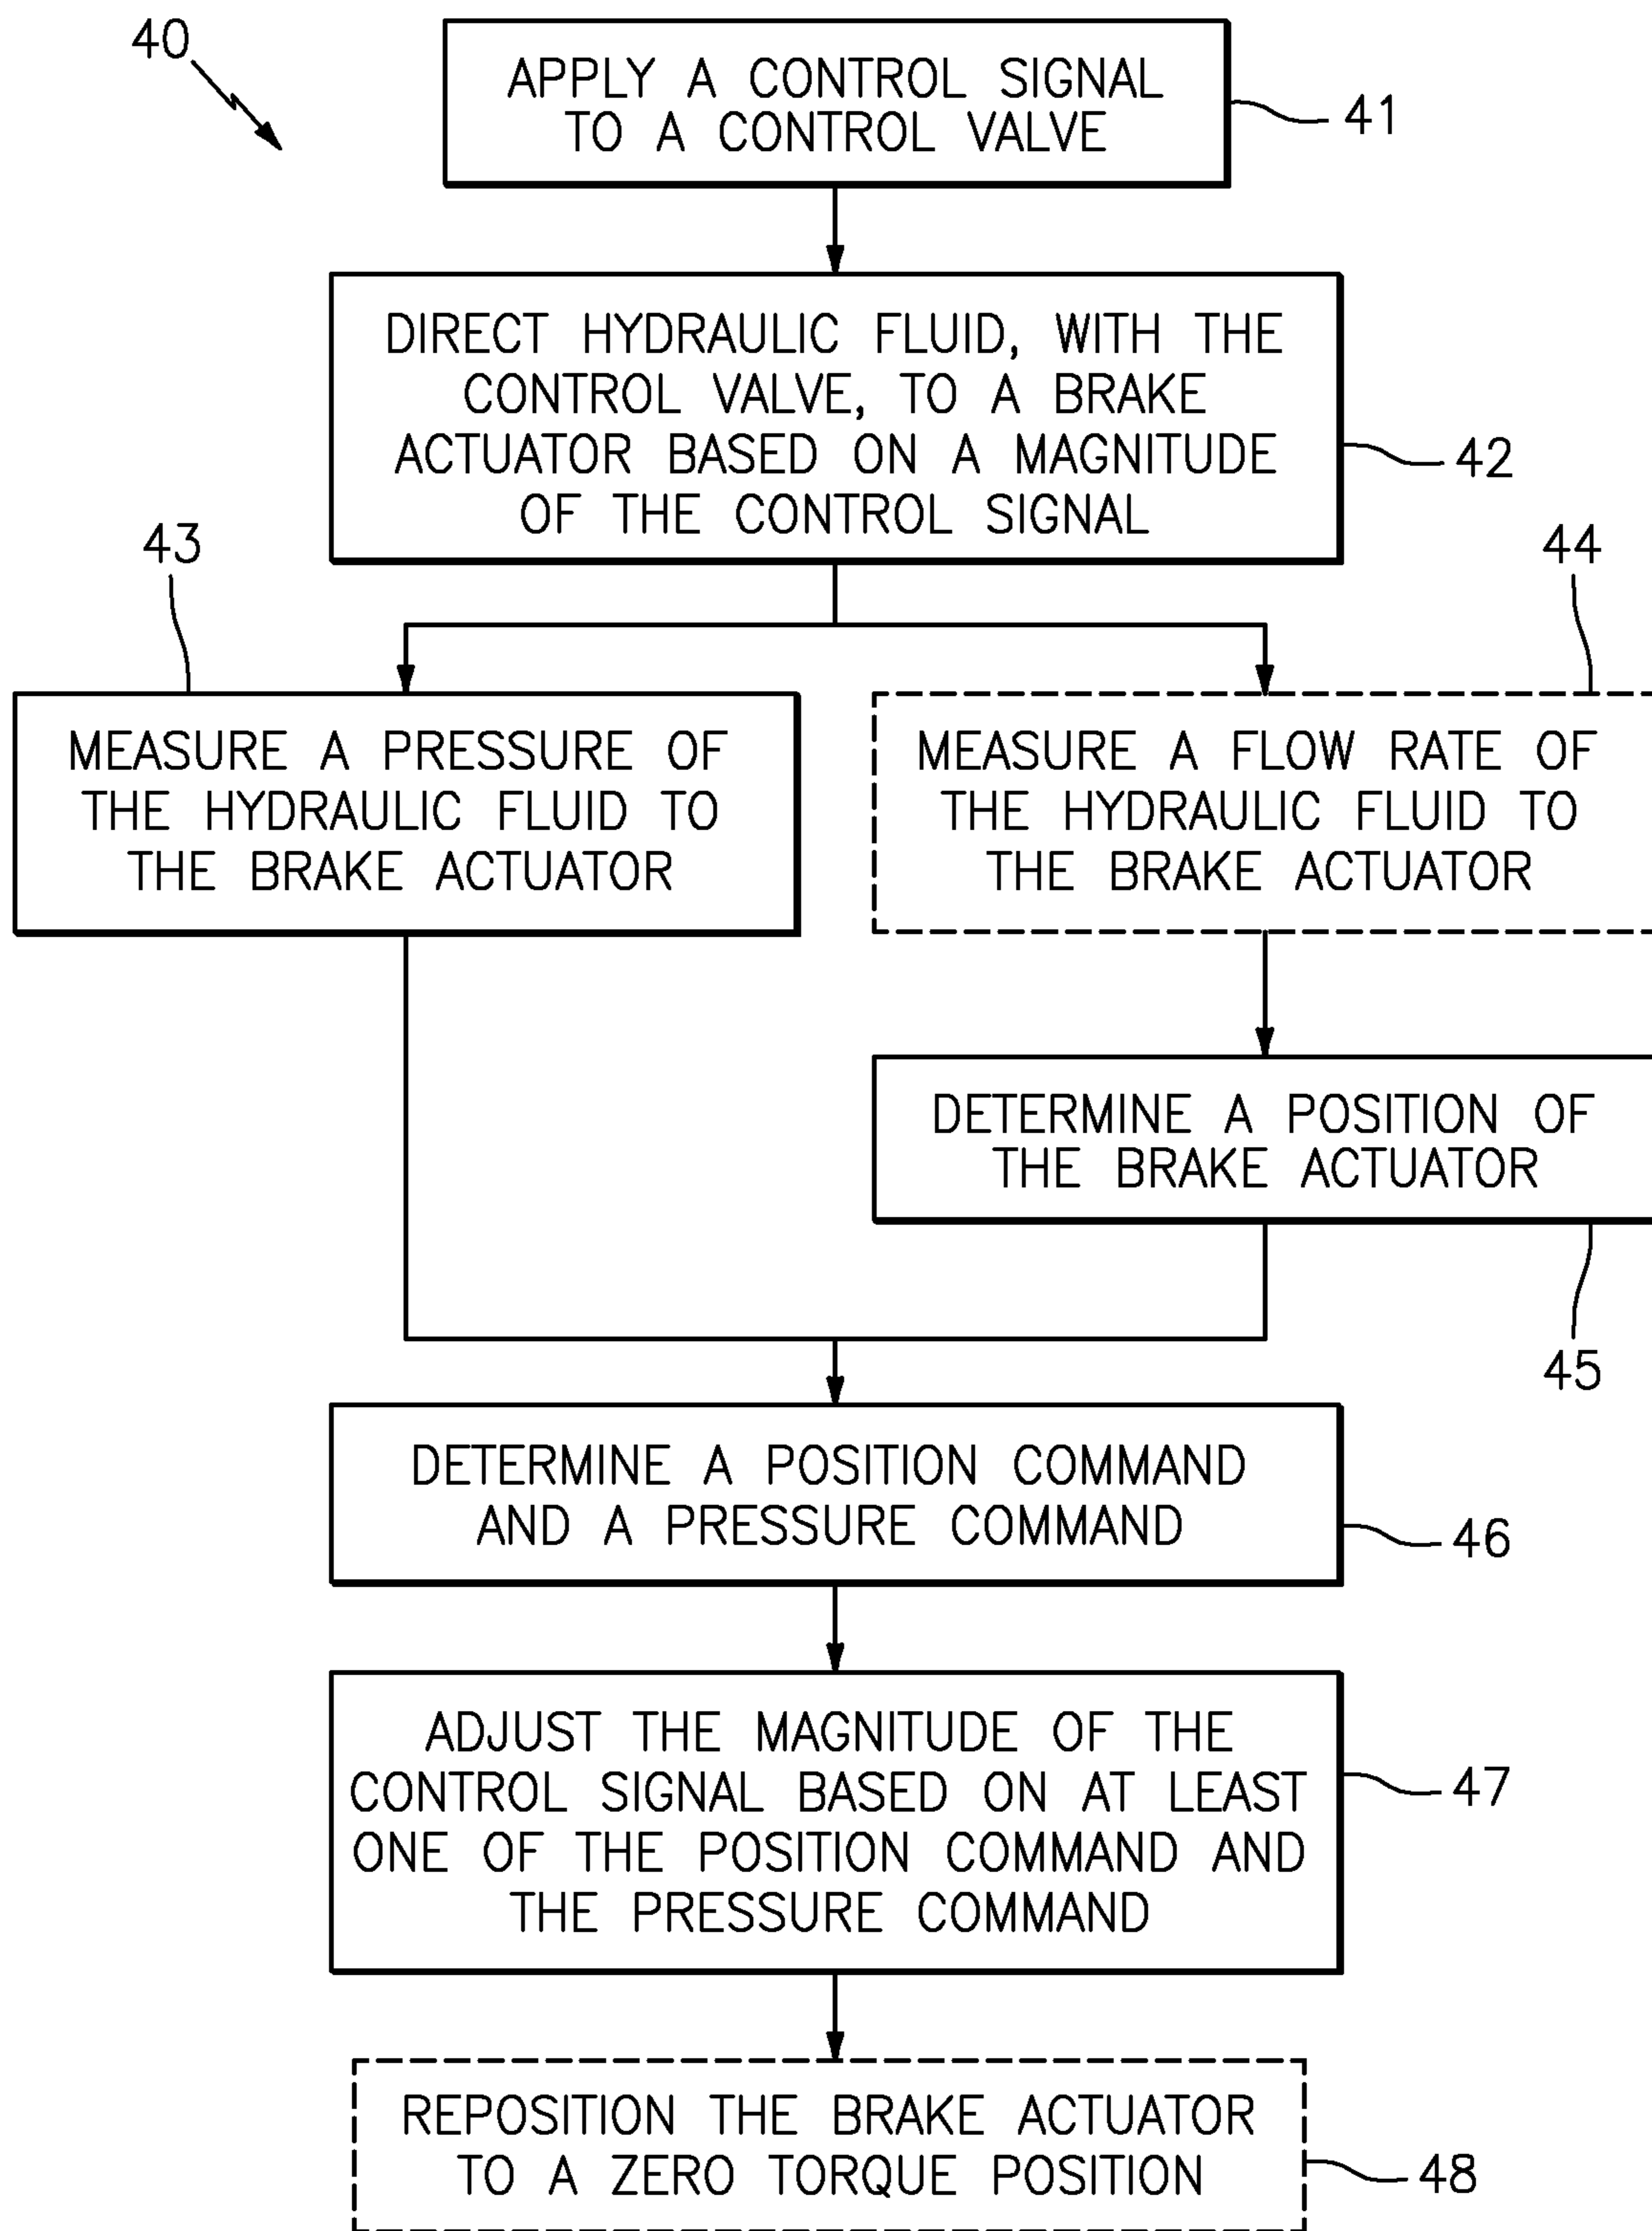 40
APPLY A CONTROL SIGNAL
TO A CONTROL VALVE
41
DIRECT HYDRAULIC FLUID, WITH THE
CONTROL VALVE, TO A BRAKE
ACTUATOR BASED ON A MAGNITUDE
OF THE CONTROL SIGNAL
42
43
MEASURE A PRESSURE OF
THE HYDRAULIC FLUID TO
THE BRAKE ACTUATOR
44
MEASURE A FLOW RATE OF
THE HYDRAULIC FLUID TO
THE BRAKE ACTUATOR
DETERMINE A POSITION OF
THE BRAKE ACTUATOR
45
DETERMINE A POSITION COMMAND
AND A PRESSURE COMMAND
46
ADJUST THE MAGNITUDE OF THE
CONTROL SIGNAL BASED ON AT LEAST
ONE OF THE POSITION COMMAND AND
THE PRESSURE COMMAND
47
REPOSITION THE BRAKE ACTUATOR
TO A ZERO TORQUE POSITION
48